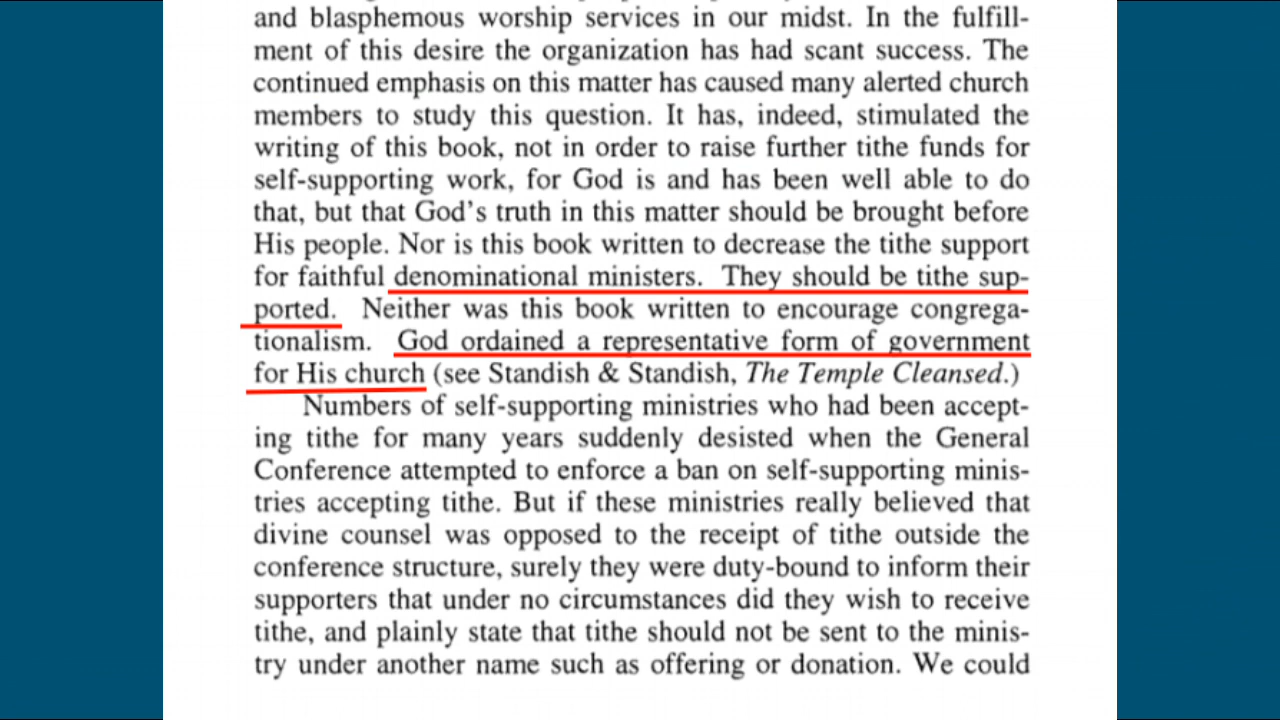 and blasphemous worship services in our midst. In the fulfill-
ment of this desire the organization has had scant success. The
continued emphasis on this matter has caused many alerted church
members to study this question. It has, indeed, stimulated the
writing of this book, not in order to raise further tithe funds for
self-supporting work, for God is and has been well able to do
that, but that God's truth in this matter should be brought before
His people. Nor is this book written to decrease the tithe support
for faithful denominational ministers. They should be tithe sup-
ported. Neither was this book written to encourage congrega-
tionalism. God ordained a representative form of government
for His church (see Standish & Standish, The Temple Cleansed.)
Numbers of self-supporting ministries who had been accept-
ing tithe for many years suddenly desisted when the General
Conference attempted to enforce a ban on self-supporting minis-
tries accepting tithe. But if these ministries really believed that
divine counsel was opposed to the receipt of tithe outside the
conference structure, surely they were duty-bound to inform their
supporters that under no circumstances did they wish to receive
tithe, and plainly state that tithe should not be sent to the minis-
try under another name such as offering or donation. We could